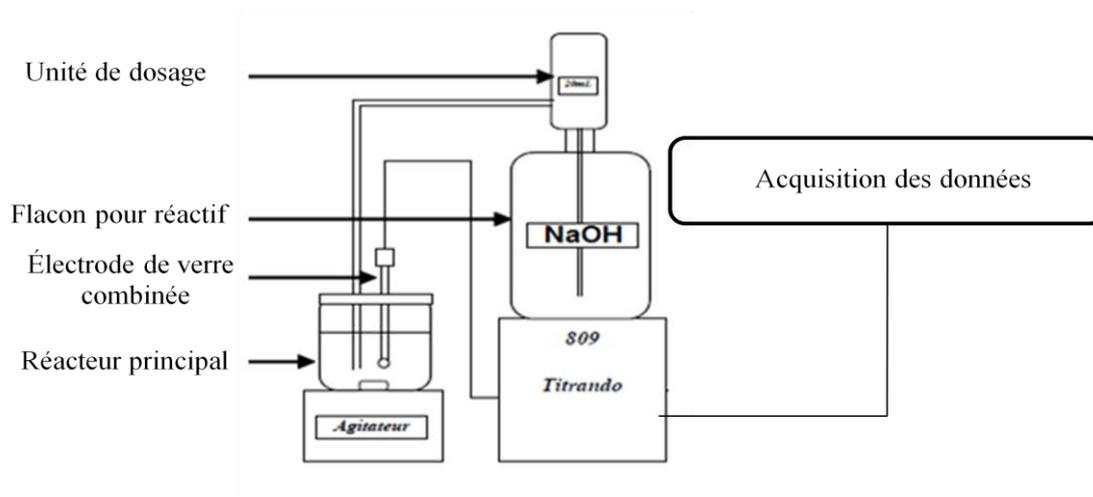 Unité de dosage
20mL
Acquisition des données
Flacon pour réactif
NaOH
Électrode de verre
combinée
809
Réacteur principal
Titrando
Agitateur